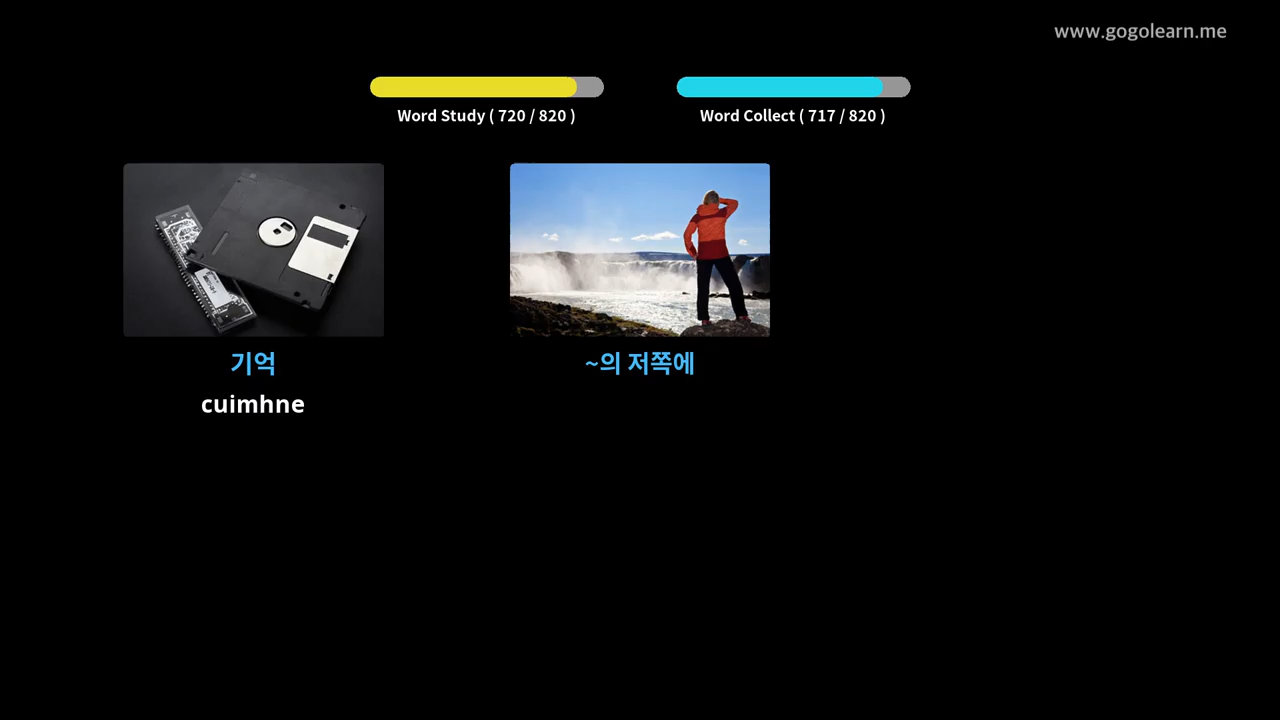 www.gogolearn.me
Word Study ( 720 / 820 )
Word Collect ( 717 / 820 )
기억
~의 저쪽에
cuimhne